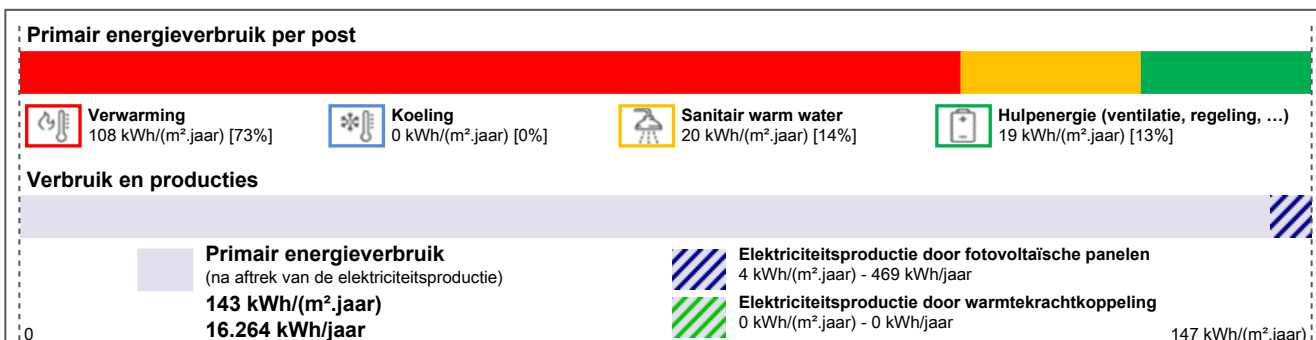 Primair energieverbruik per post
Verwarming
108 kWh/(m².jaar) [73%]
Koeling
0 kWh/(m².jaar) [0%]
Sanitair warm water
20 kWh/(m².jaar) [14%]
Hulpenergie (ventilatie, regeling, …)
19 kWh/(m².jaar) [13%]
Verbruik en producties
Primair energieverbruik
(na aftrek van de elektriciteitsproductie)
143 kWh/(m².jaar)
16.264 kWh/jaar
Elektriciteitsproductie door fotovoltaïsche panelen
4 kWh/(m².jaar) - 469 kWh/jaar
Elektriciteitsproductie door warmtekrachtkoppeling
0 kWh/(m².jaar) - 0 kWh/jaar
0
147 kWh/(m².jaar)